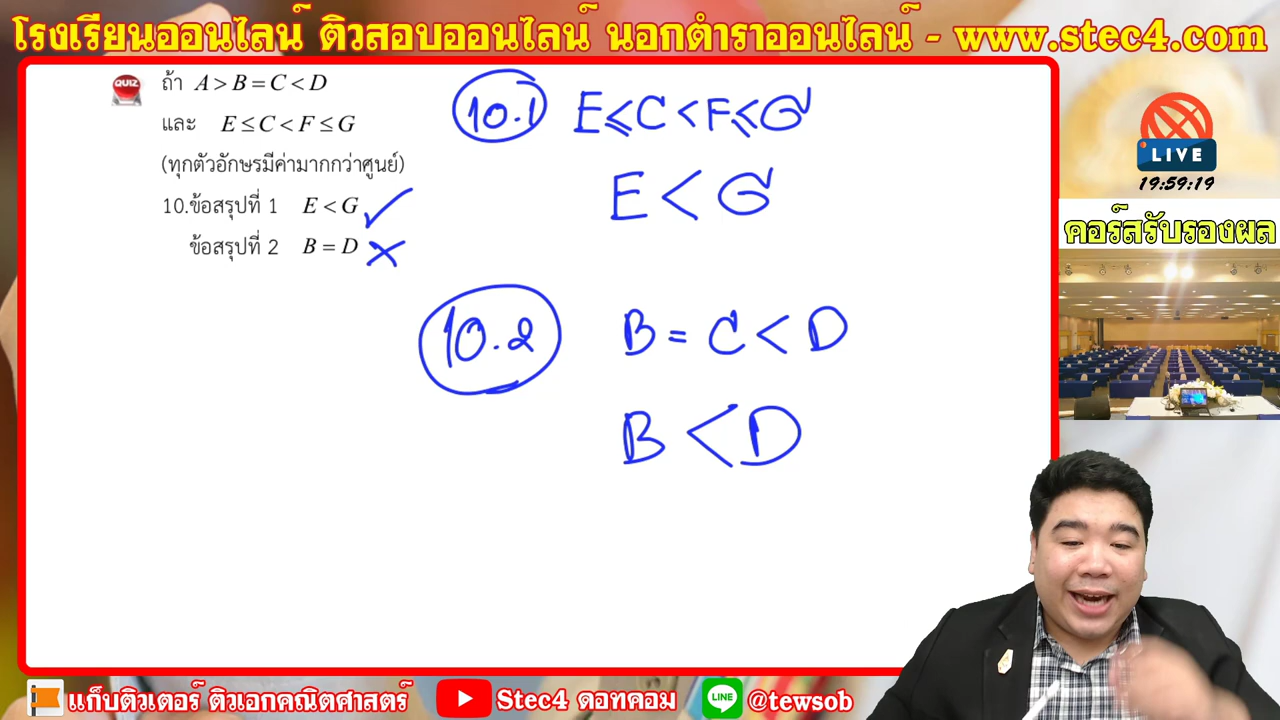 โรงเรียนออนไลน์ ติวสอบออนไลน์ นอกตำราออนไลน์ - www.stec4.com
QUIZ
ถ้า A > B = C < D
และ E ≤ C < F ≤ G
(ทุกตัวอักษรมีค่ามากกว่าศูนย์)
10.ข้อสรุปที่ 1 E < G ✓
ข้อสรุปที่ 2 B = D ✗
10.1 E ≤ C < F ≤ G
E < G
10.2 B = C < D
B < D
LIVE
19:59:19
คอร์สรับรองผล
แก็บติวเตอร์ ติวเอกคณิตศาสตร์
Stec4 ดอทคอม
LINE @tewsob